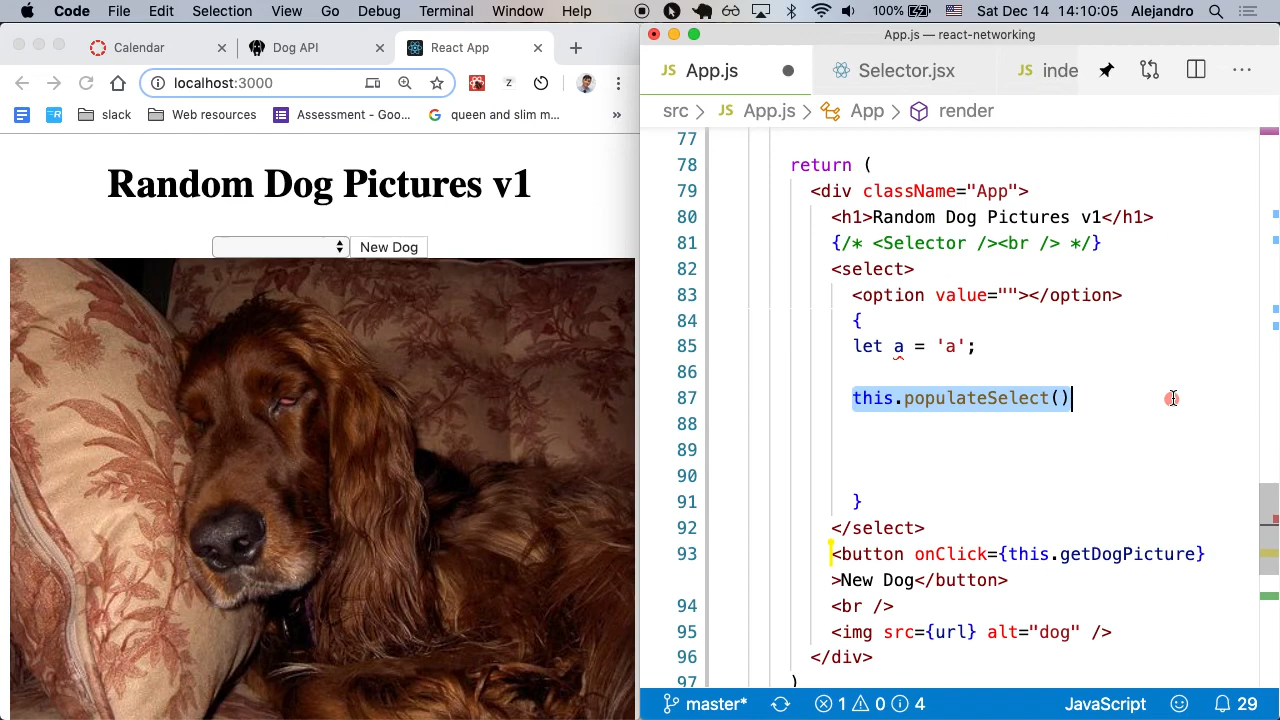 Code File Edit Selection View Go Debug Terminal Window Help 100% Sat Dec 14 14:10:05 Alejandro
Calendar Dog API React App
localhost:3000
slack Web resources Assessment - Goo... queen and slim m... »
Random Dog Pictures v1
New Dog
App.js — react-networking
JS App.js Selector.jsx JS inde
src > JS App.js > App > render
77
78 return (
79 <div className="App">
80 <h1>Random Dog Pictures v1</h1>
81 {/* <Selector /><br /> */}
82 <select>
83 <option value=""></option>
84 {
85 let a = 'a';
86
87 this.populateSelect()
88
89
90
91 }
92 </select>
93 <button onClick={this.getDogPicture}
>New Dog</button>
94 <br />
95 <img src={url} alt="dog" />
96 </div>
97 )
master* 1 0 4 JavaScript 29